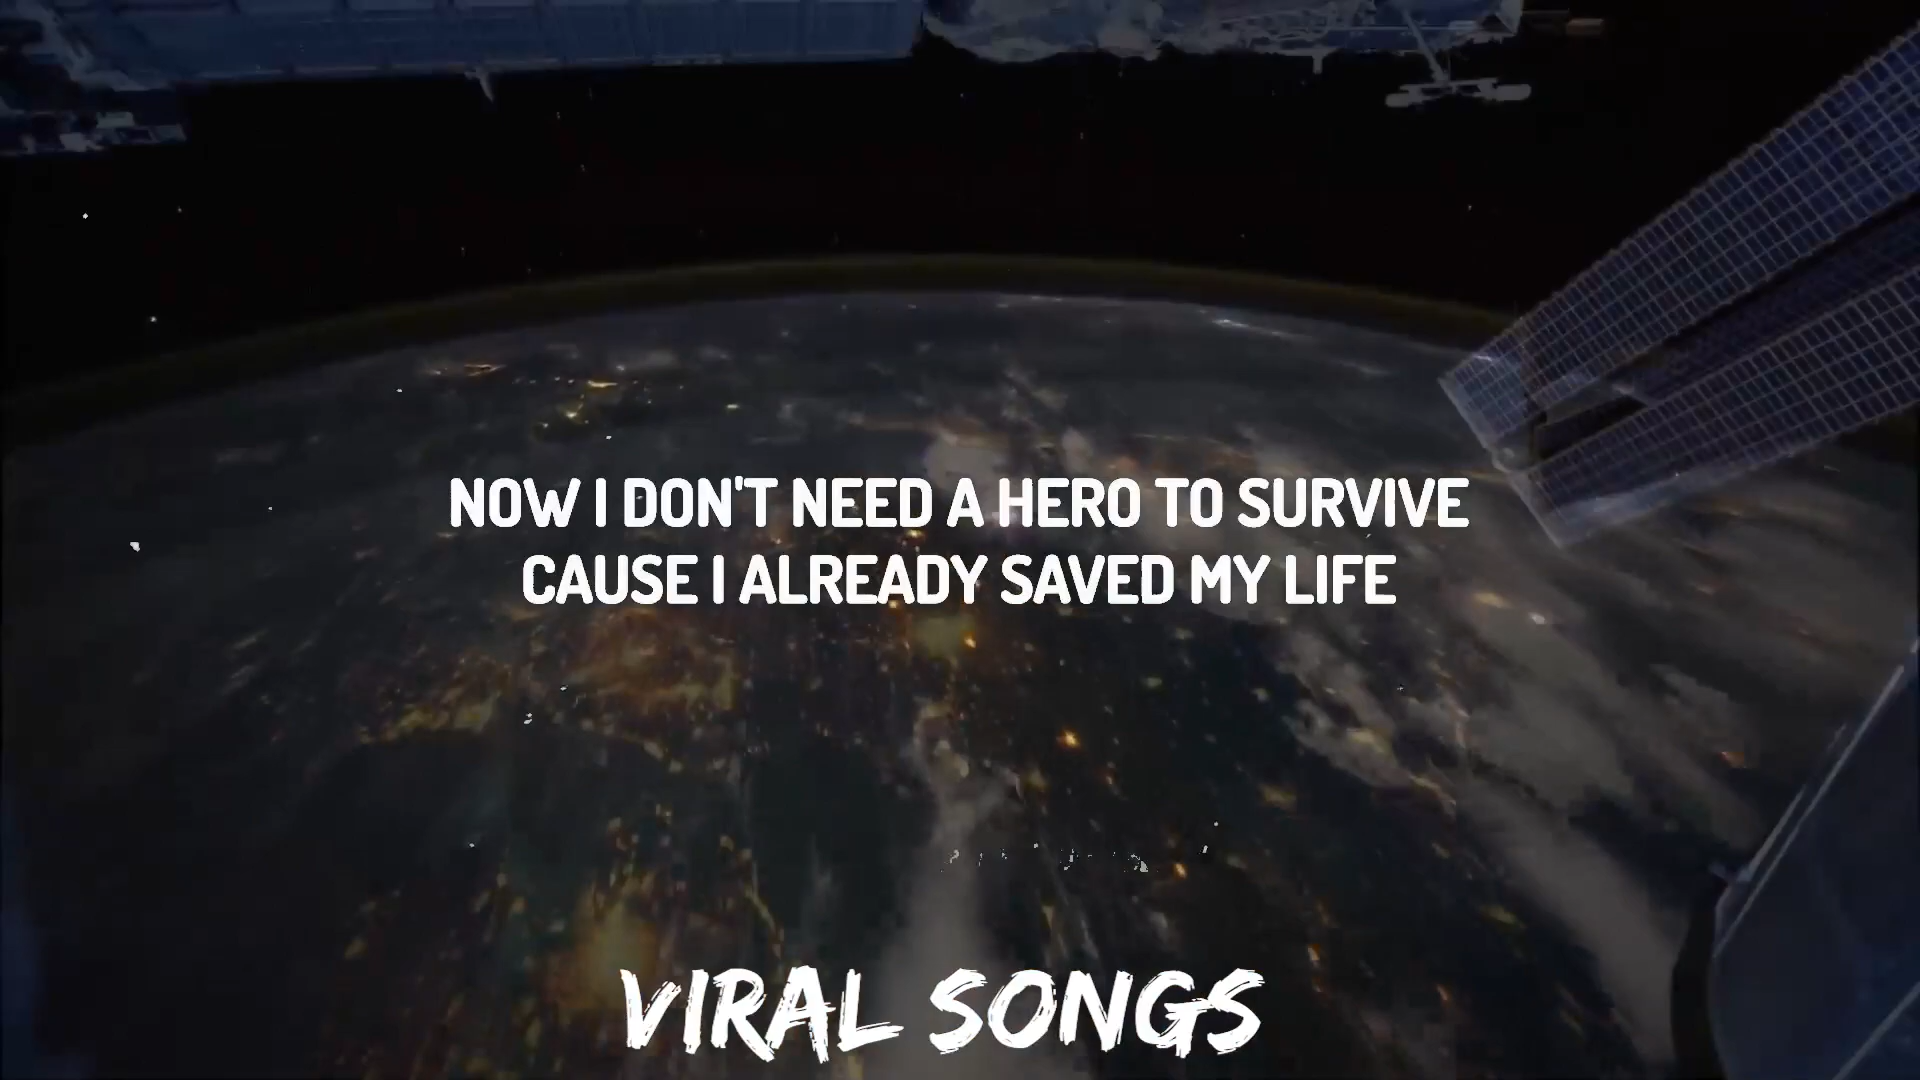 NOW I DON'T NEED A HERO TO SURVIVE
CAUSE I ALREADY SAVED MY LIFE
VIRAL SONGS